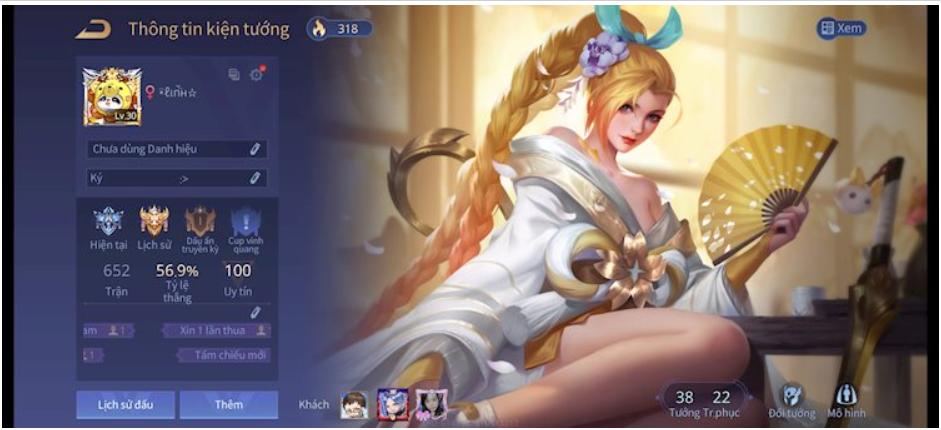 Thông tin kiện tướng
318
Xem
Lv.30
Chưa dùng Danh hiệu
Ký :>
Hiện tại Lịch sử Dấu ấn truyền kỳ Cup vinh quang
652 56,9% 100
Trận Tỷ lệ thắng Uy tín
am 1 Xin 1 lần thua
1 Tấm chiếu mới
Lịch sử đấu Thêm Khách
38 22
Tướng Tr.phục Đổi tướng Mô hình